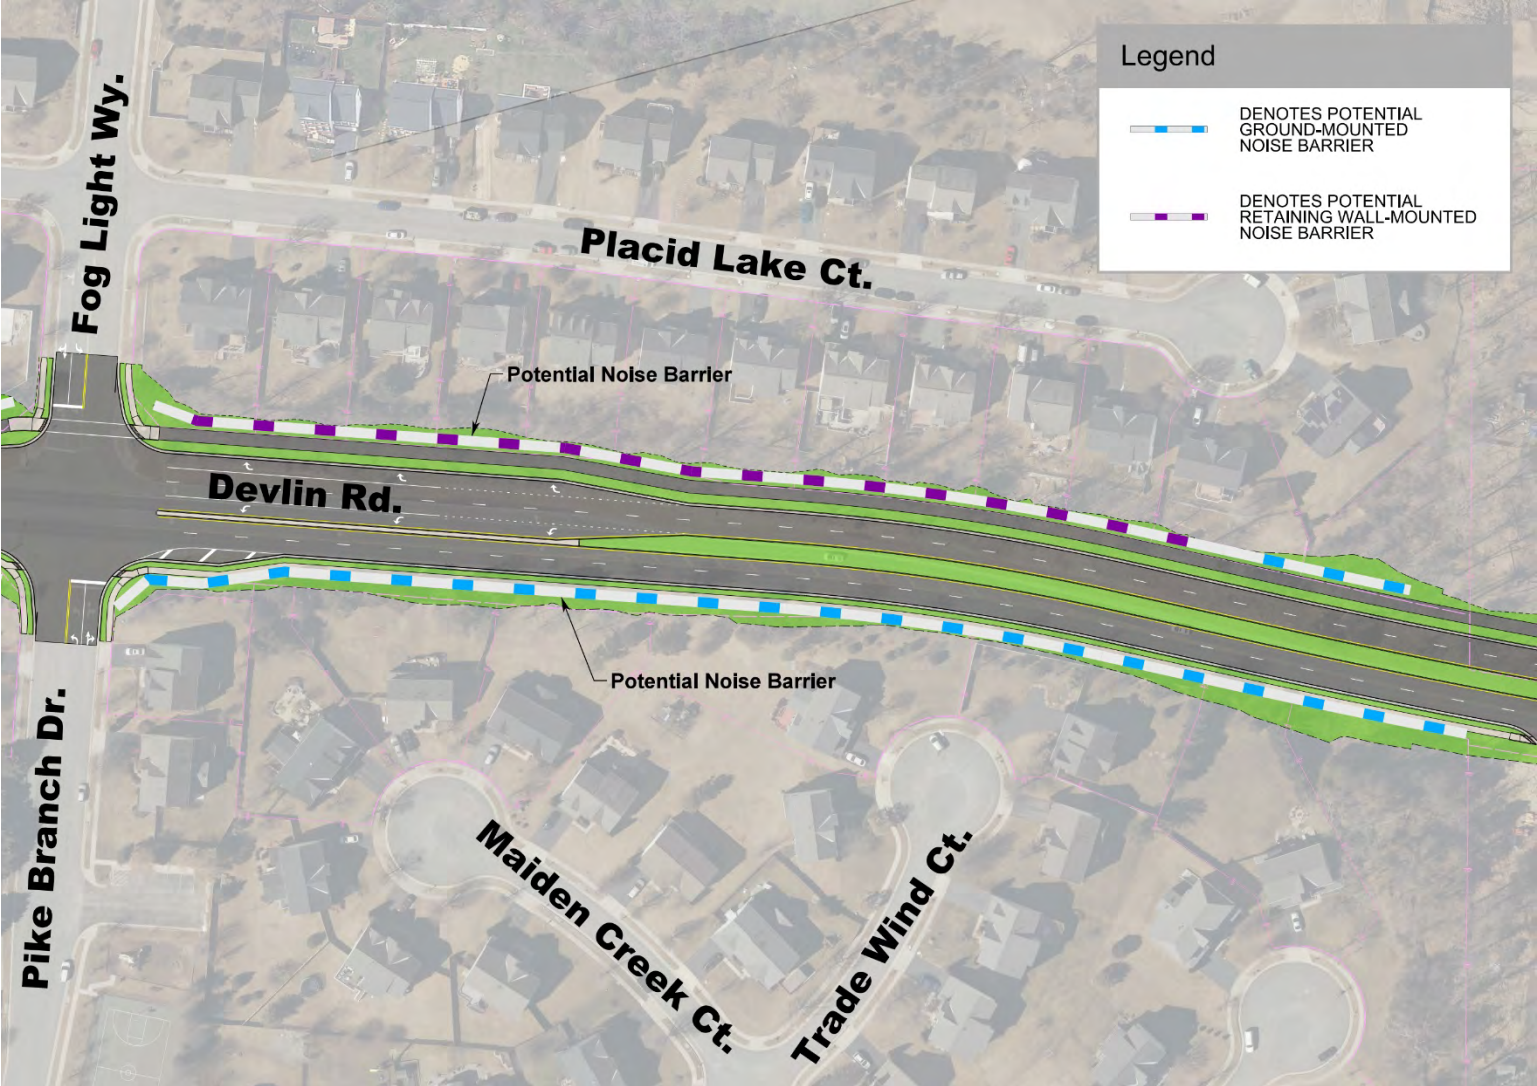 Legend
DENOTES POTENTIAL
GROUND-MOUNTED
NOISE BARRIER
DENOTES POTENTIAL
RETAINING WALL-MOUNTED
NOISE BARRIER
Fog Light Wy.
Placid Lake Ct.
Potential Noise Barrier
Devlin Rd.
Potential Noise Barrier
Pike Branch Dr.
Maiden Creek Ct.
Trade Wind Ct.